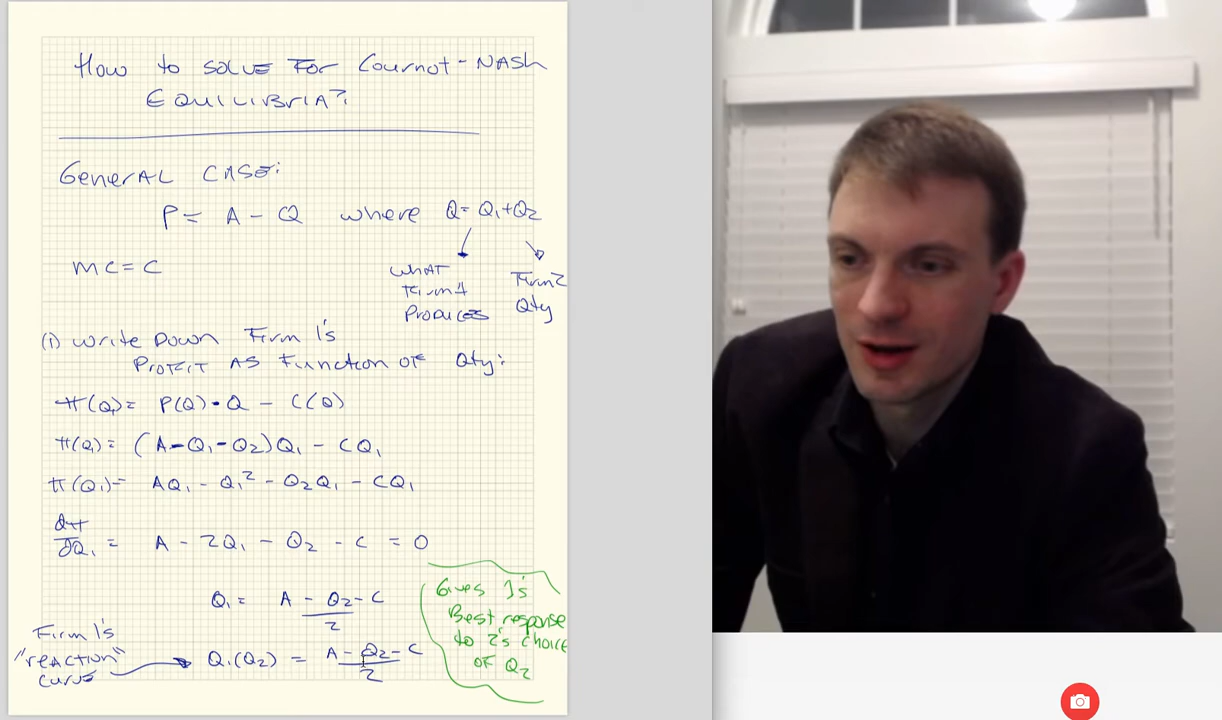 How to solve for Cournot-Nash
Equilibria?
General Case:
P = A - Q where Q = Q₁+Q₂
What
Firm 1
Produces
Firm 2
Qty
MC = C
(1) Write Down Firm 1's
Profit as Function of Qty:
π(Q₁) = P(Q)·Q - C(Q)
π(Q₁) = (A-Q₁-Q₂)Q₁ - CQ₁
π(Q₁) = AQ₁ - Q₁² - Q₂Q₁ - CQ₁
dπ/dQ₁ = A - 2Q₁ - Q₂ - C = 0
Q₁ = (A - Q₂ - C)/2
Firm 1's
"reaction"
curve
Q₁(Q₂) = (A - Q₂ - C)/2
Gives 1's
Best response
to 2's choice
of Q₂